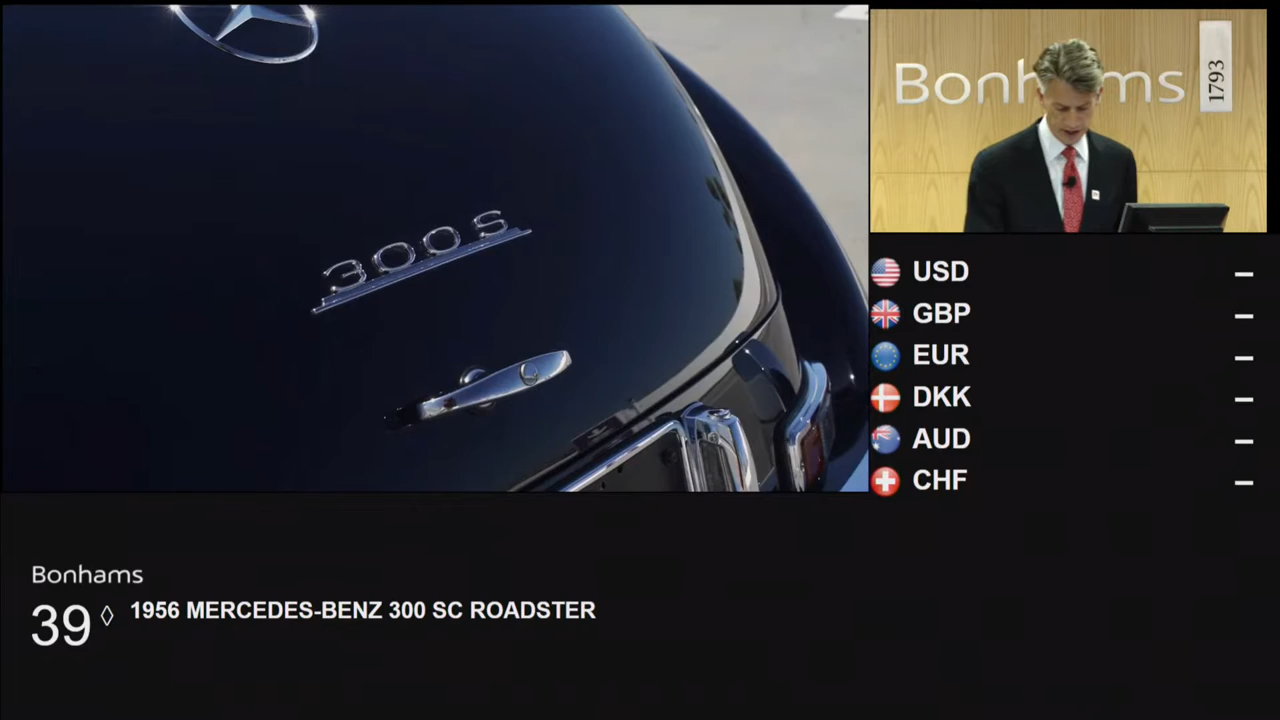 300S
Bonhams
1793
USD –
GBP –
EUR –
DKK –
AUD –
CHF –
Bonhams
39 ◊ 1956 MERCEDES-BENZ 300 SC ROADSTER